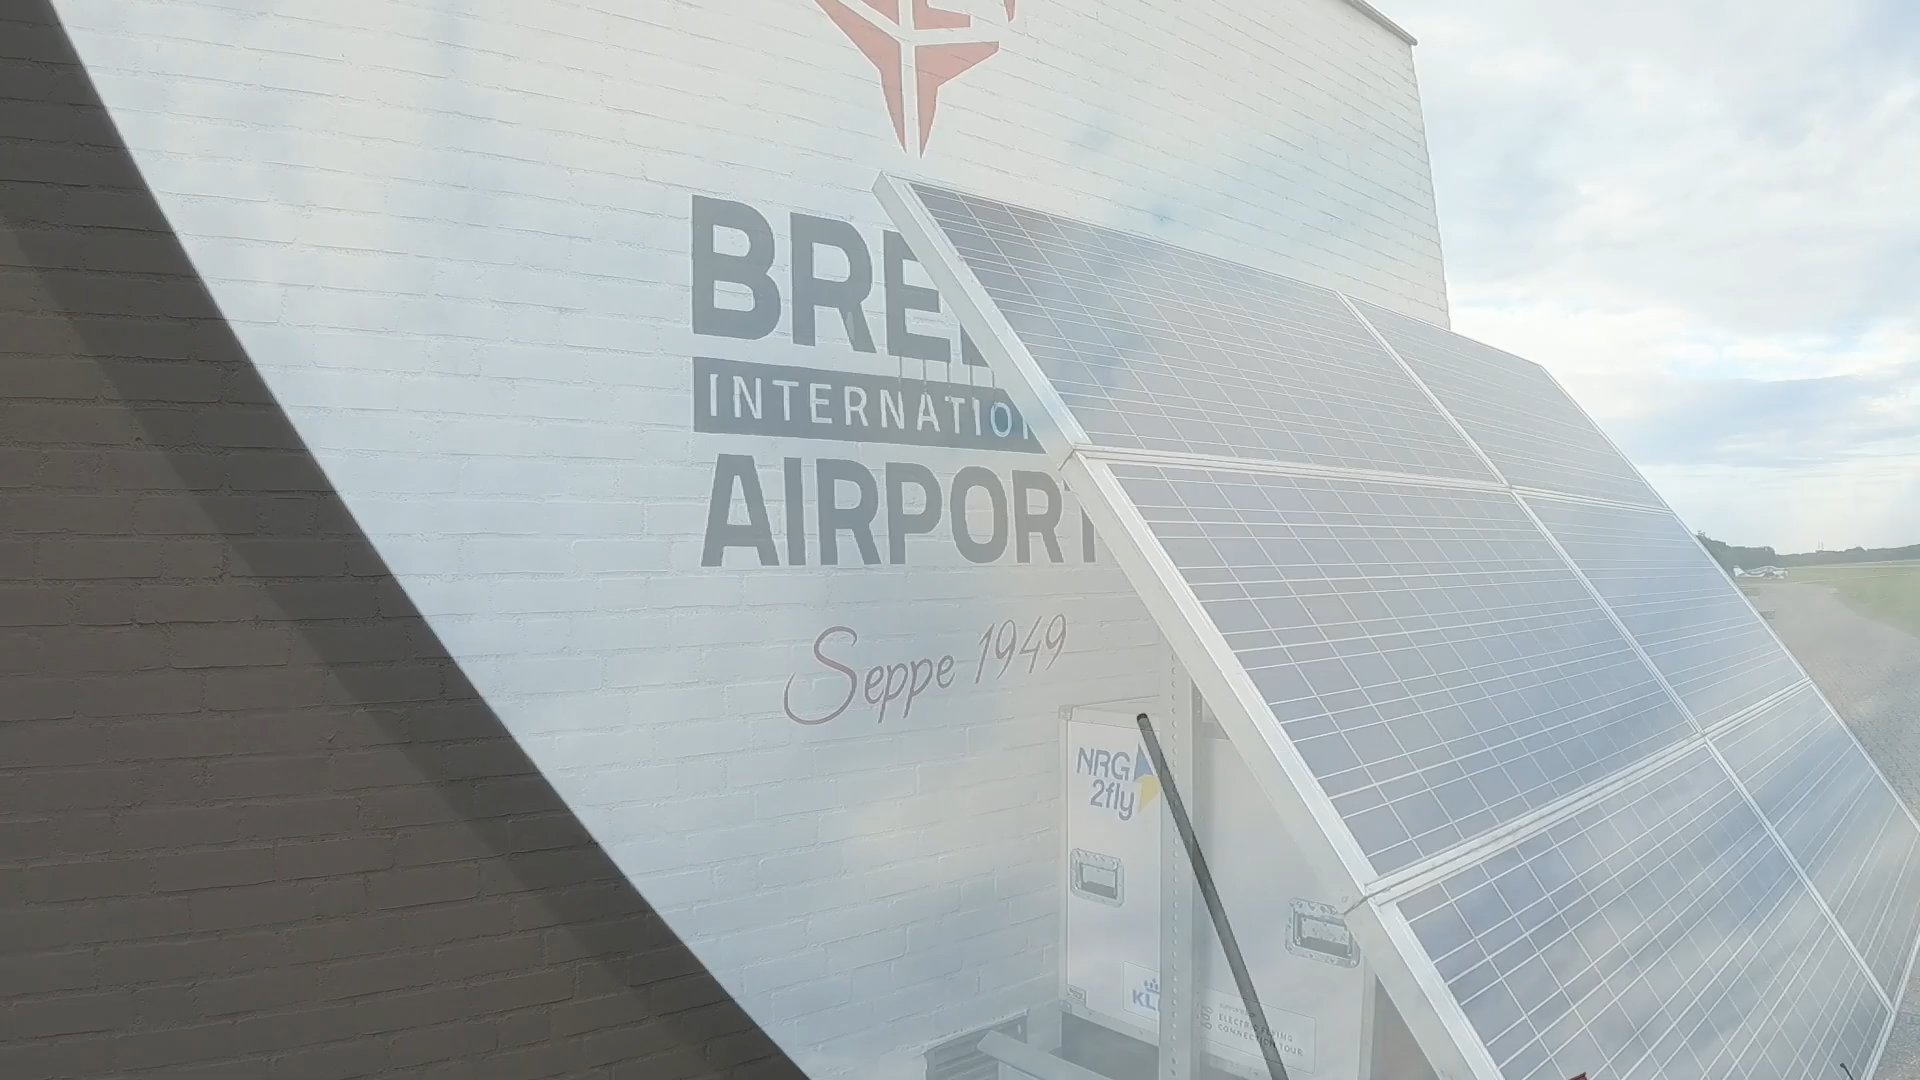 BRE
INTERNATIO
AIRPORT
Seppe 1949
NRG
2fly
KL
ELECTRIC FLYING
CONNECTION TOUR